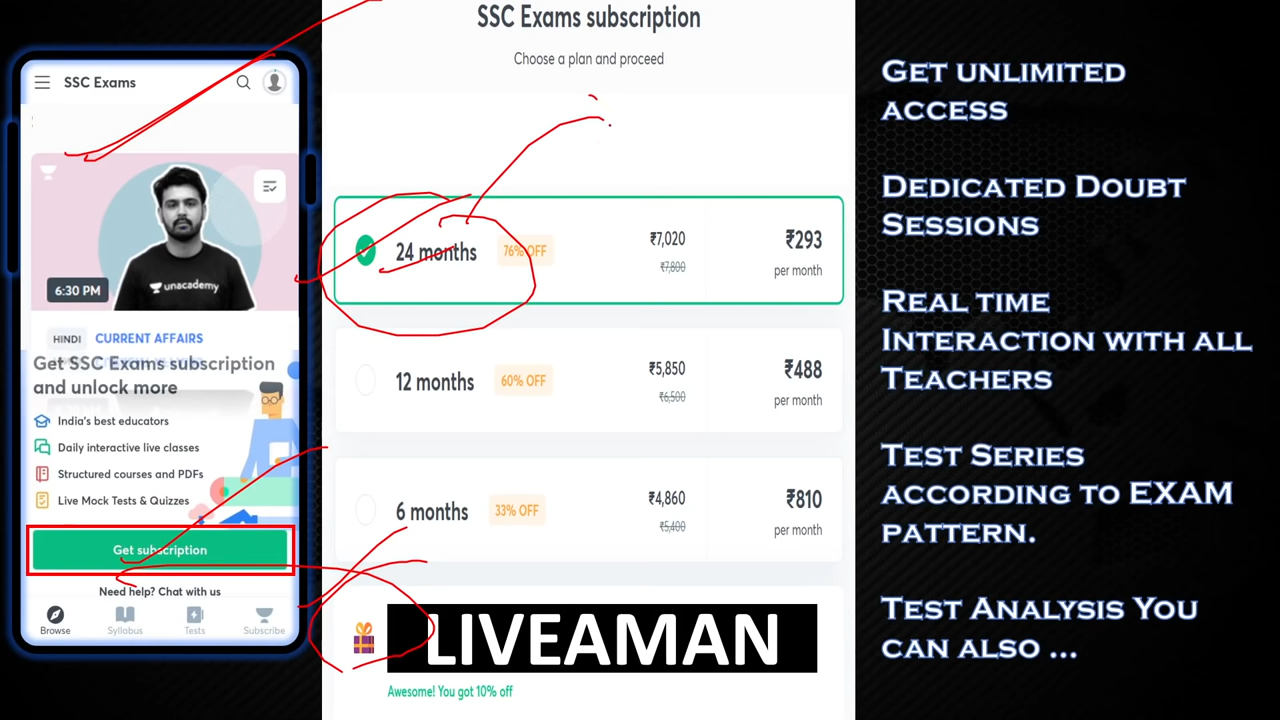 SSC Exams
unacademy
6:30 PM
HINDI CURRENT AFFAIRS
Get SSC Exams subscription
and unlock more
India's best educators
Daily interactive live classes
Structured courses and PDFs
Live Mock Tests & Quizzes
Get subscription
Need help? Chat with us
Browse Syllabus Tests Subscribe
SSC Exams subscription
Choose a plan and proceed
24 months 76% OFF ₹7,020 ₹293
₹7,800 per month
12 months 60% OFF ₹5,850 ₹488
₹6,500 per month
6 months 33% OFF ₹4,860 ₹810
₹5,400 per month
LIVEAMAN
Awesome! You got 10% off
Get unlimited
access
Dedicated Doubt
Sessions
Real time
Interaction with all
Teachers
Test Series
according to EXAM
pattern.
Test Analysis You
can also ...